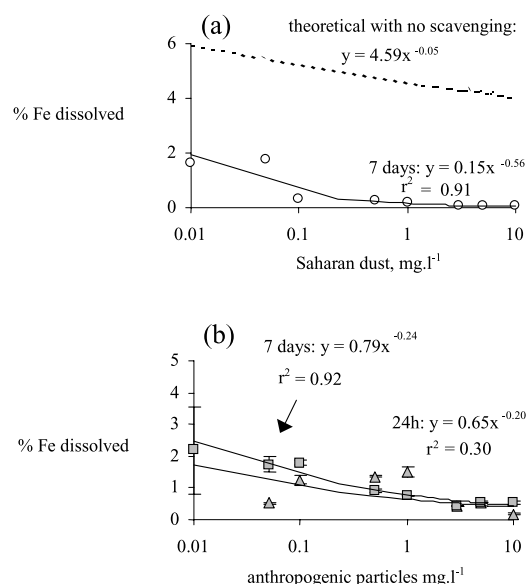 (a)
theoretical with no scavenging:
y = 4.59x^-0.05
6
% Fe dissolved
4
2
7 days: y = 0.15x^-0.56
r^2 = 0.91
0
0.01 0.1 1 10
Saharan dust, mg.l^-1
(b)
7 days: y = 0.79x^-0.24
r^2 = 0.92
5
4
% Fe dissolved
3
24h: y = 0.65x^-0.20
r^2 = 0.30
2
1
0
0.01 0.1 1 10
anthropogenic particles mg.l^-1